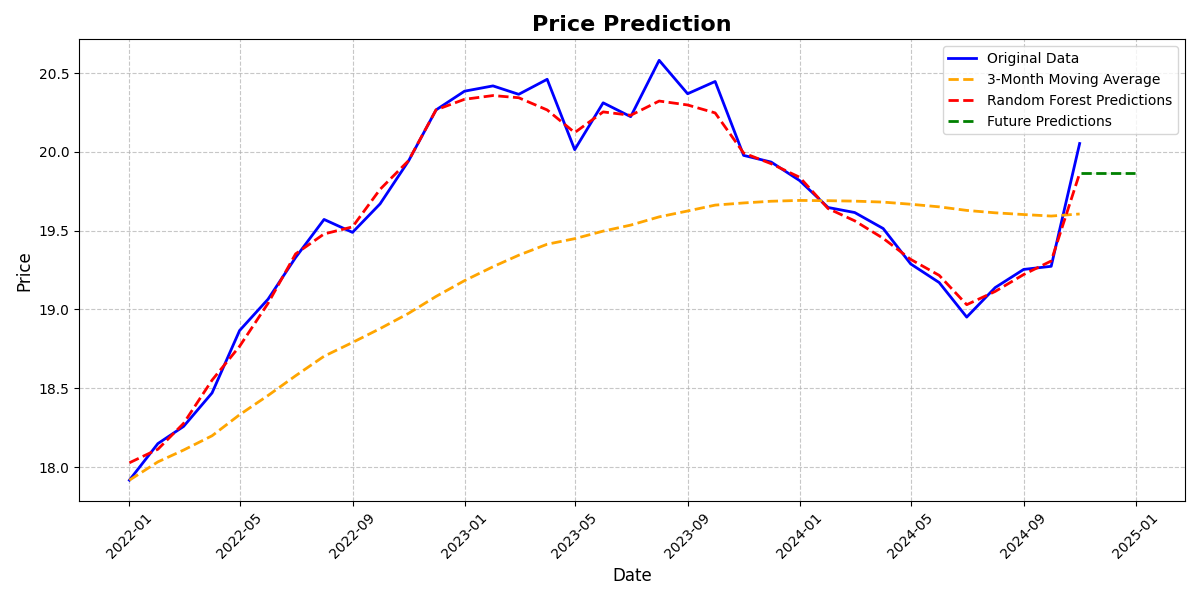 Price Prediction
Original Data
3-Month Moving Average
Random Forest Predictions
Future Predictions
Price
20.5
20.0
19.5
19.0
18.5
18.0
2022-01
2022-05
2022-09
2023-01
2023-05
2023-09
2024-01
2024-05
2024-09
2025-01
Date